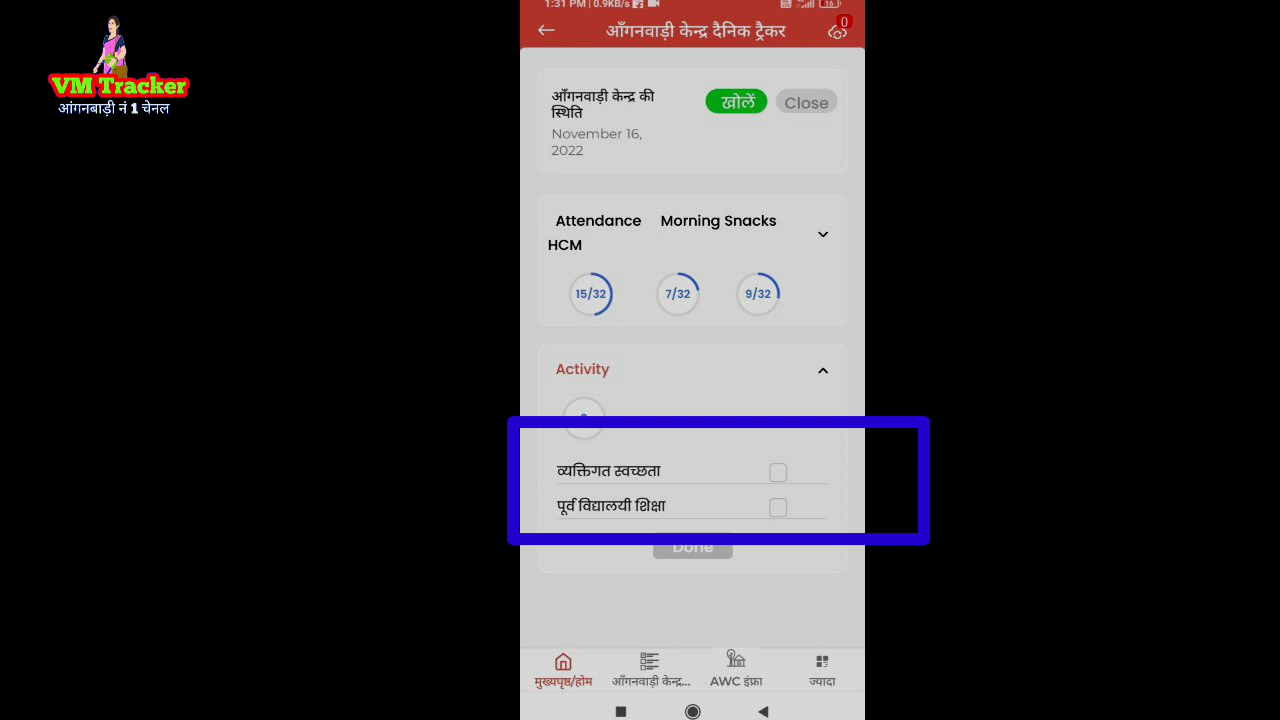 1:31 PM | 0.9KB/s
16
आँगनवाड़ी केन्द्र दैनिक ट्रैकर
0
VM Tracker
आंगनबाड़ी नं 1 चेनल
आँगनवाड़ी केन्द्र की
स्थिति
खोलें
Close
November 16,
2022
Attendance Morning Snacks
HCM
15/32 7/32 9/32
Activity
व्यक्तिगत स्वच्छता
पूर्व विद्यालयी शिक्षा
Done
मुख्यपृष्ठ/होम आँगनवाड़ी केन्द्र... AWC इंफ्रा ज्यादा